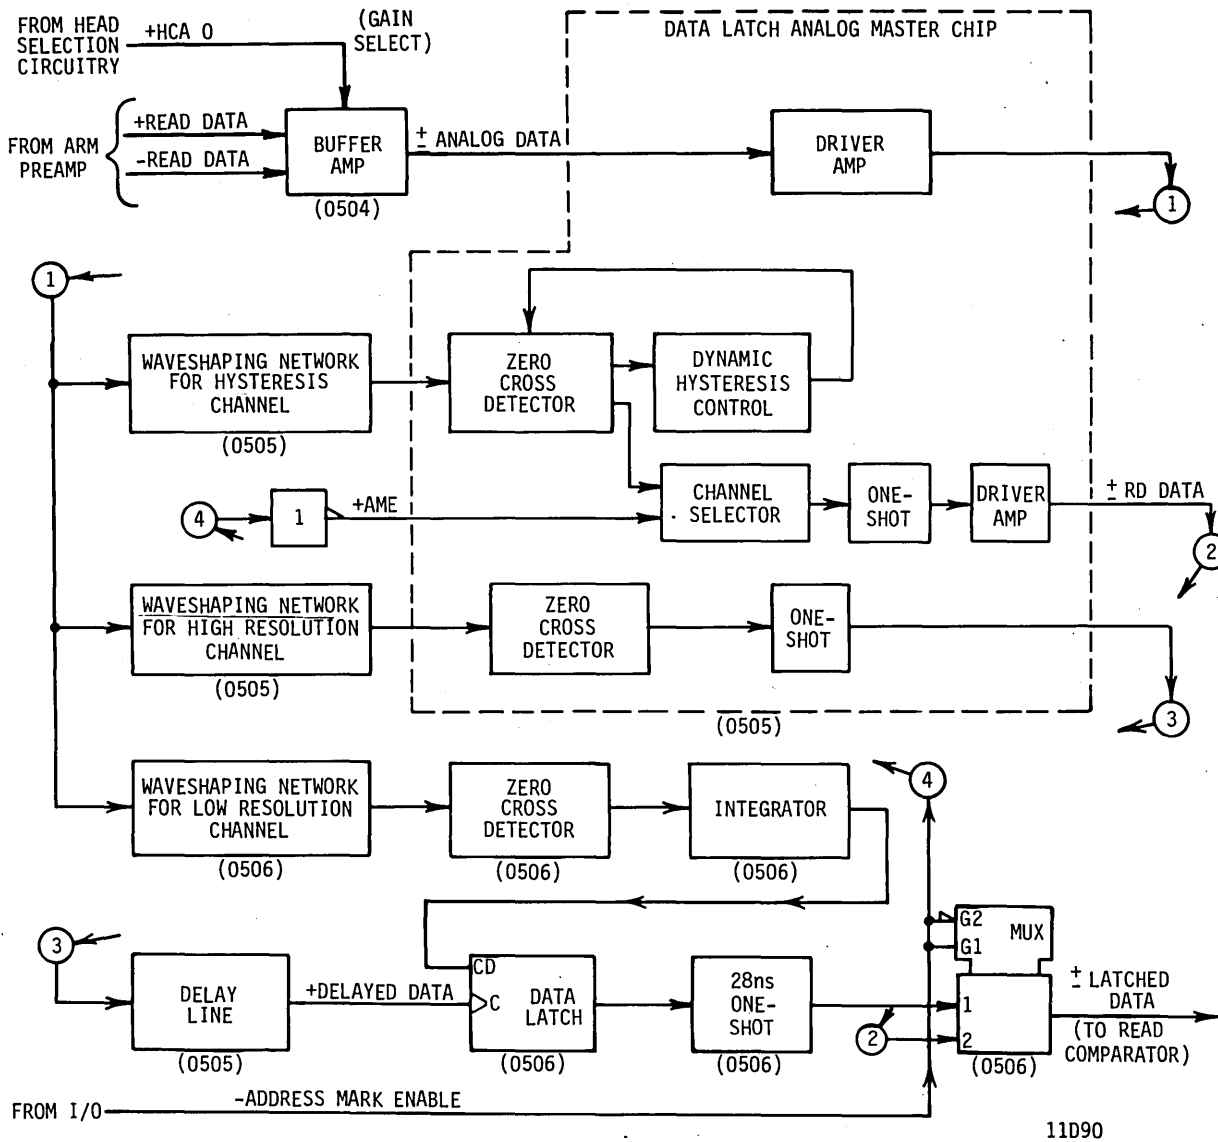 FROM HEAD
SELECTION
CIRCUITRY
+HCA 0
(GAIN
SELECT)
DATA LATCH ANALOG MASTER CHIP
FROM ARM
PREAMP
+READ DATA
-READ DATA
BUFFER
AMP
(0504)
± ANALOG DATA
DRIVER
AMP
1
1
WAVESHAPING NETWORK
FOR HYSTERESIS
CHANNEL
(0505)
ZERO
CROSS
DETECTOR
DYNAMIC
HYSTERESIS
CONTROL
4
1
+AME
CHANNEL
SELECTOR
ONE-
SHOT
DRIVER
AMP
± RD DATA
2
WAVESHAPING NETWORK
FOR HIGH RESOLUTION
CHANNEL
(0505)
ZERO
CROSS
DETECTOR
ONE-
SHOT
3
(0505)
WAVESHAPING NETWORK
FOR LOW RESOLUTION
CHANNEL
(0506)
ZERO
CROSS
DETECTOR
(0506)
INTEGRATOR
(0506)
4
3
DELAY
LINE
(0505)
+DELAYED DATA
CD
C
DATA
LATCH
(0506)
28ns
ONE-
SHOT
(0506)
2
G2
G1
MUX
1
2
(0506)
± LATCHED
DATA
(TO READ
COMPARATOR)
FROM I/O
-ADDRESS MARK ENABLE
11D90